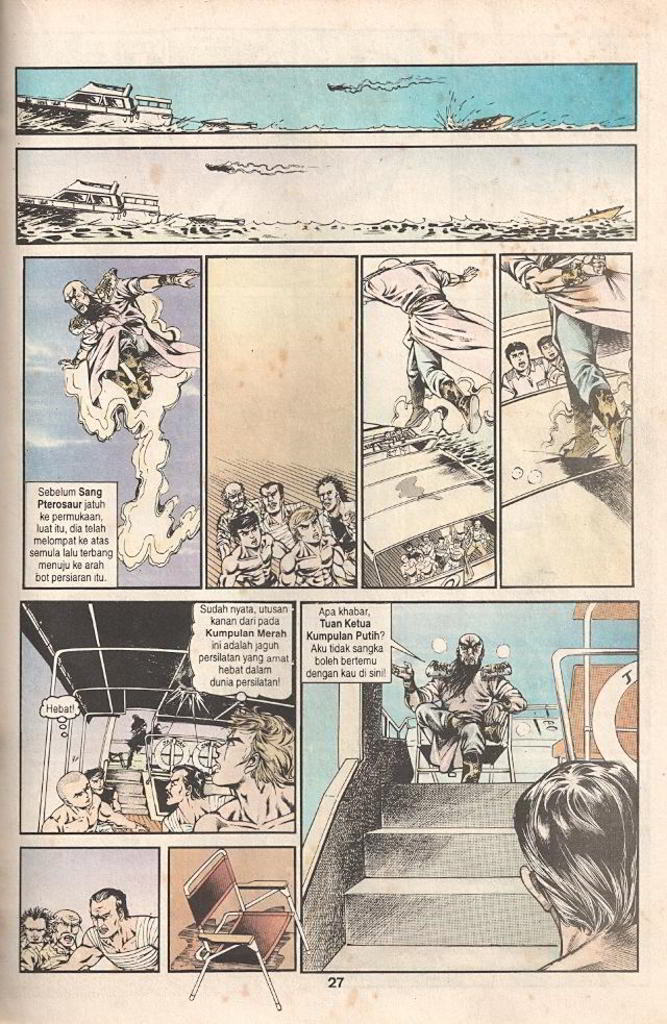 Sebelum Sang
Pterosaur jatuh
ke permukaan,
luat itu, dia telah
melompat ke atas
semula lalu terbang
menuju ke arah
bot persiaran itu.
Hebat!
Sudah nyata, utusan
kanan dari pada
Kumpulan Merah
ini adalah jaguh
persilatan yang amat
hebat dalam
dunia persilatan!
Apa khabar,
Tuan Ketua
Kumpulan Putih?
Aku tidak sangka
boleh bertemu
dengan kau di sini!
27